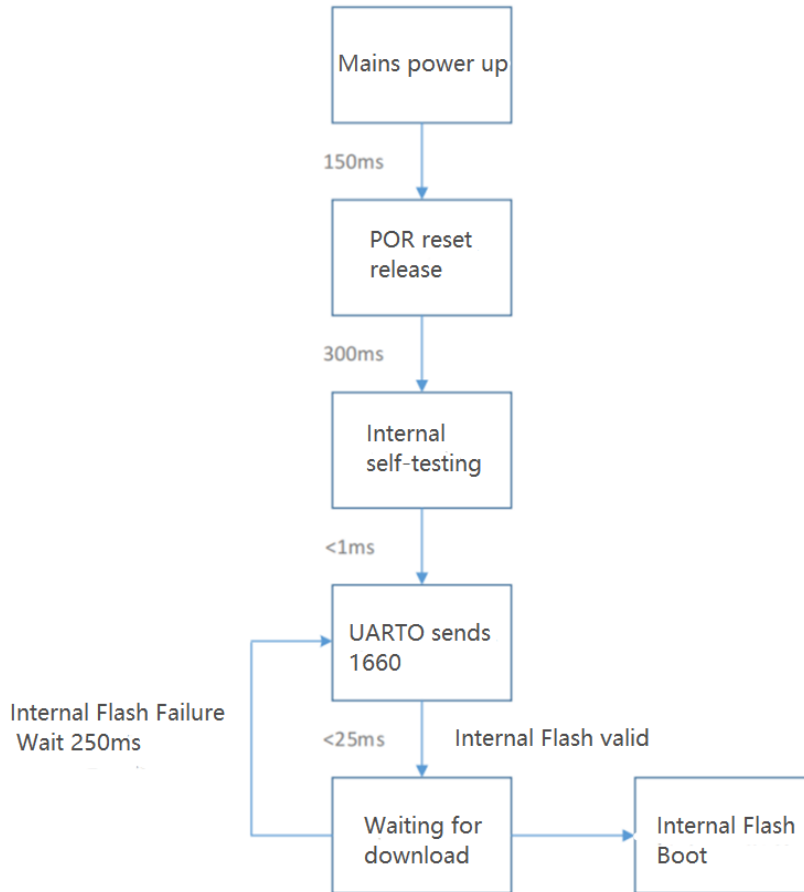 Mains power up
150ms
POR reset
release
300ms
Internal
self-testing
<1ms
UARTO sends
1660
Internal Flash Failure
Wait 250ms
<25ms
Internal Flash valid
Waiting for
download
Internal Flash
Boot